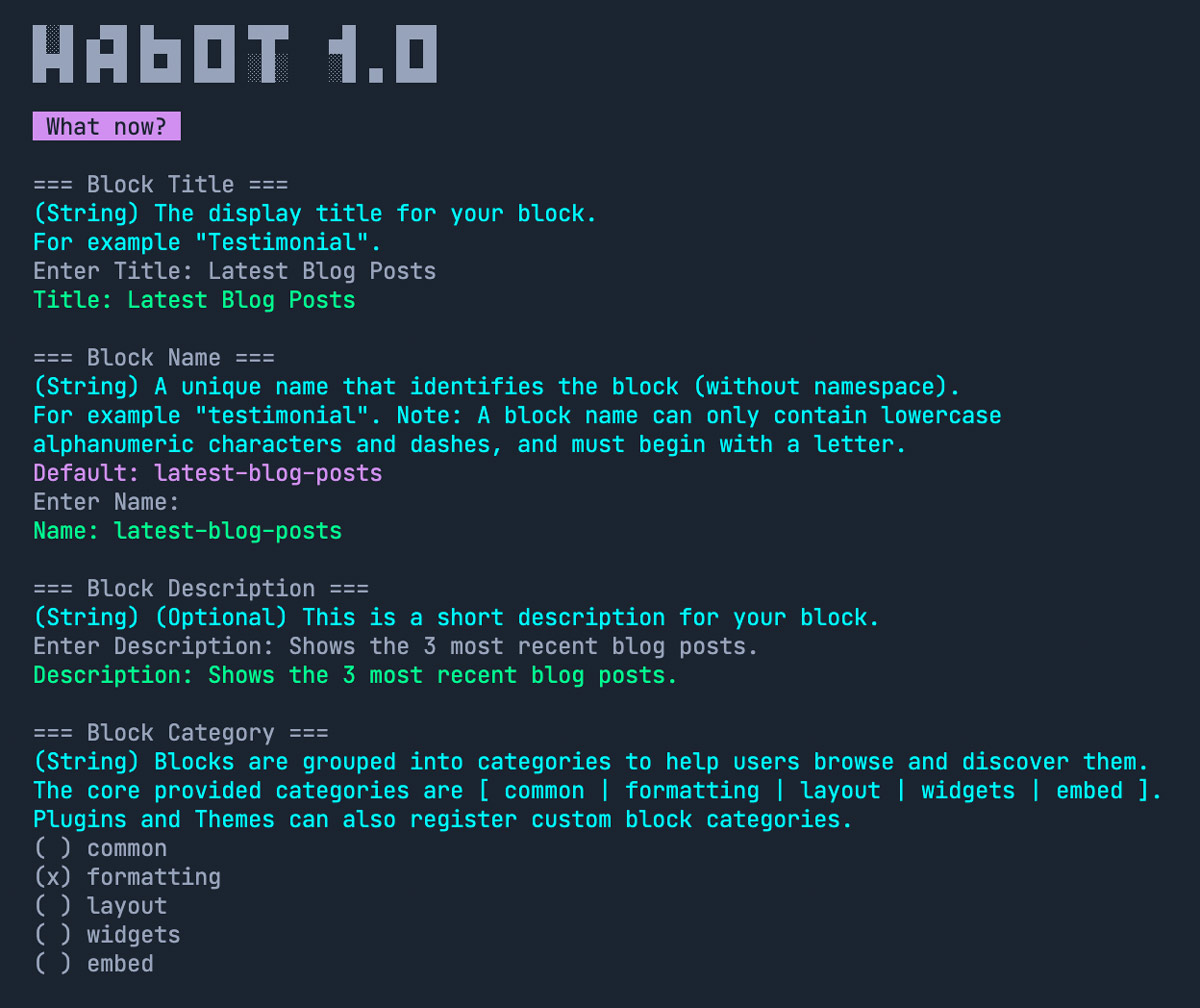 HAbOT 1.0
What now?
=== Block Title ===
(String) The display title for your block.
For example "Testimonial".
Enter Title: Latest Blog Posts
Title: Latest Blog Posts
=== Block Name ===
(String) A unique name that identifies the block (without namespace).
For example "testimonial". Note: A block name can only contain lowercase
alphanumeric characters and dashes, and must begin with a letter.
Default: latest-blog-posts
Enter Name:
Name: latest-blog-posts
=== Block Description ===
(String) (Optional) This is a short description for your block.
Enter Description: Shows the 3 most recent blog posts.
Description: Shows the 3 most recent blog posts.
=== Block Category ===
(String) Blocks are grouped into categories to help users browse and discover them.
The core provided categories are [ common | formatting | layout | widgets | embed ].
Plugins and Themes can also register custom block categories.
( ) common
(x) formatting
( ) layout
( ) widgets
( ) embed